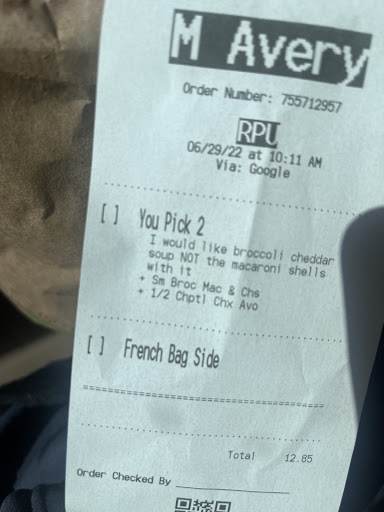 M Avery
Order Number: 755712957
RPU
06/29/22 at 10:11 AM
Via: Google
[ ] You Pick 2
I would like broccoli cheddar
soup NOT the macaroni shells
with it
+ Sm Broc Mac & Chs
+ 1/2 Chptl Chx Avo
[ ] French Bag Side
Total 12.85
Order Checked By